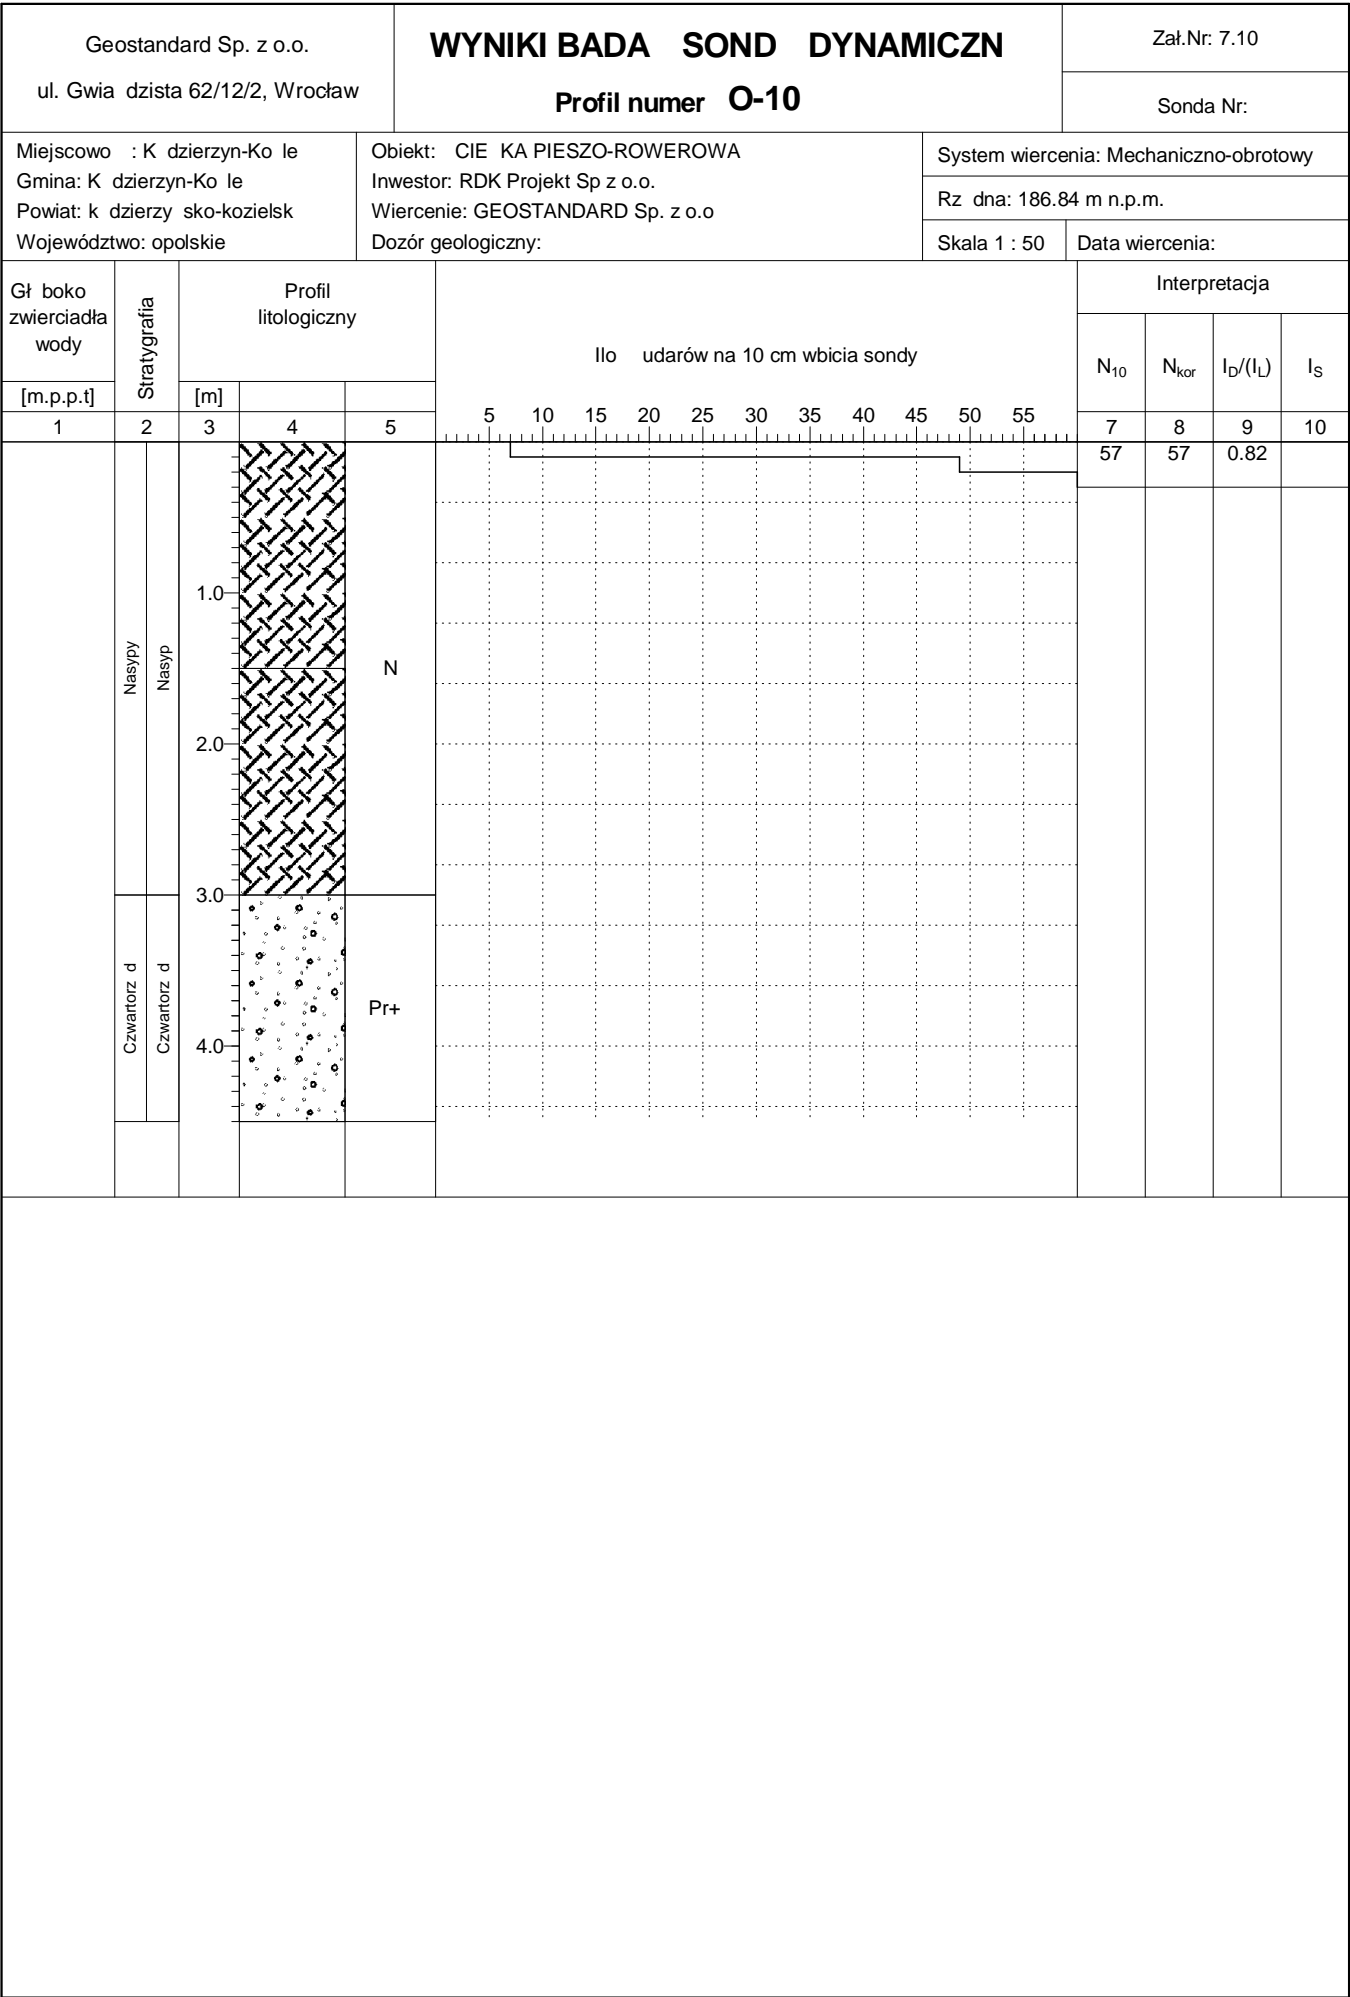 Geostandard Sp. z o.o.
ul. Gwia dzista 62/12/2, Wrocław
WYNIKI BADA SOND DYNAMICZN
Profil numer O-10
Zał.Nr: 7.10
Sonda Nr:
Miejscowo : K dzierzyn-Ko le
Gmina: K dzierzyn-Ko le
Powiat: k dzierzy sko-kozielsk
Województwo: opolskie
Obiekt: CIE KA PIESZO-ROWEROWA
Inwestor: RDK Projekt Sp z o.o.
Wiercenie: GEOSTANDARD Sp. z o.o
Dozór geologiczny:
System wiercenia: Mechaniczno-obrotowy
Rz dna: 186.84 m n.p.m.
Skala 1 : 50 Data wiercenia:
Gł boko
zwierciadła
wody
[m.p.p.t]
Stratygrafia
Profil
litologiczny
[m]
Ilo udarów na 10 cm wbicia sondy
5 10 15 20 25 30 35 40 45 50 55
Interpretacja
N10 Nkor ID/(IL) IS
1 2 3 4 5 7 8 9 10
57 57 0.82
1.0
Nasypy
Nasyp
N
2.0
3.0
Czwartorz d
Czwartorz d
Pr+
4.0